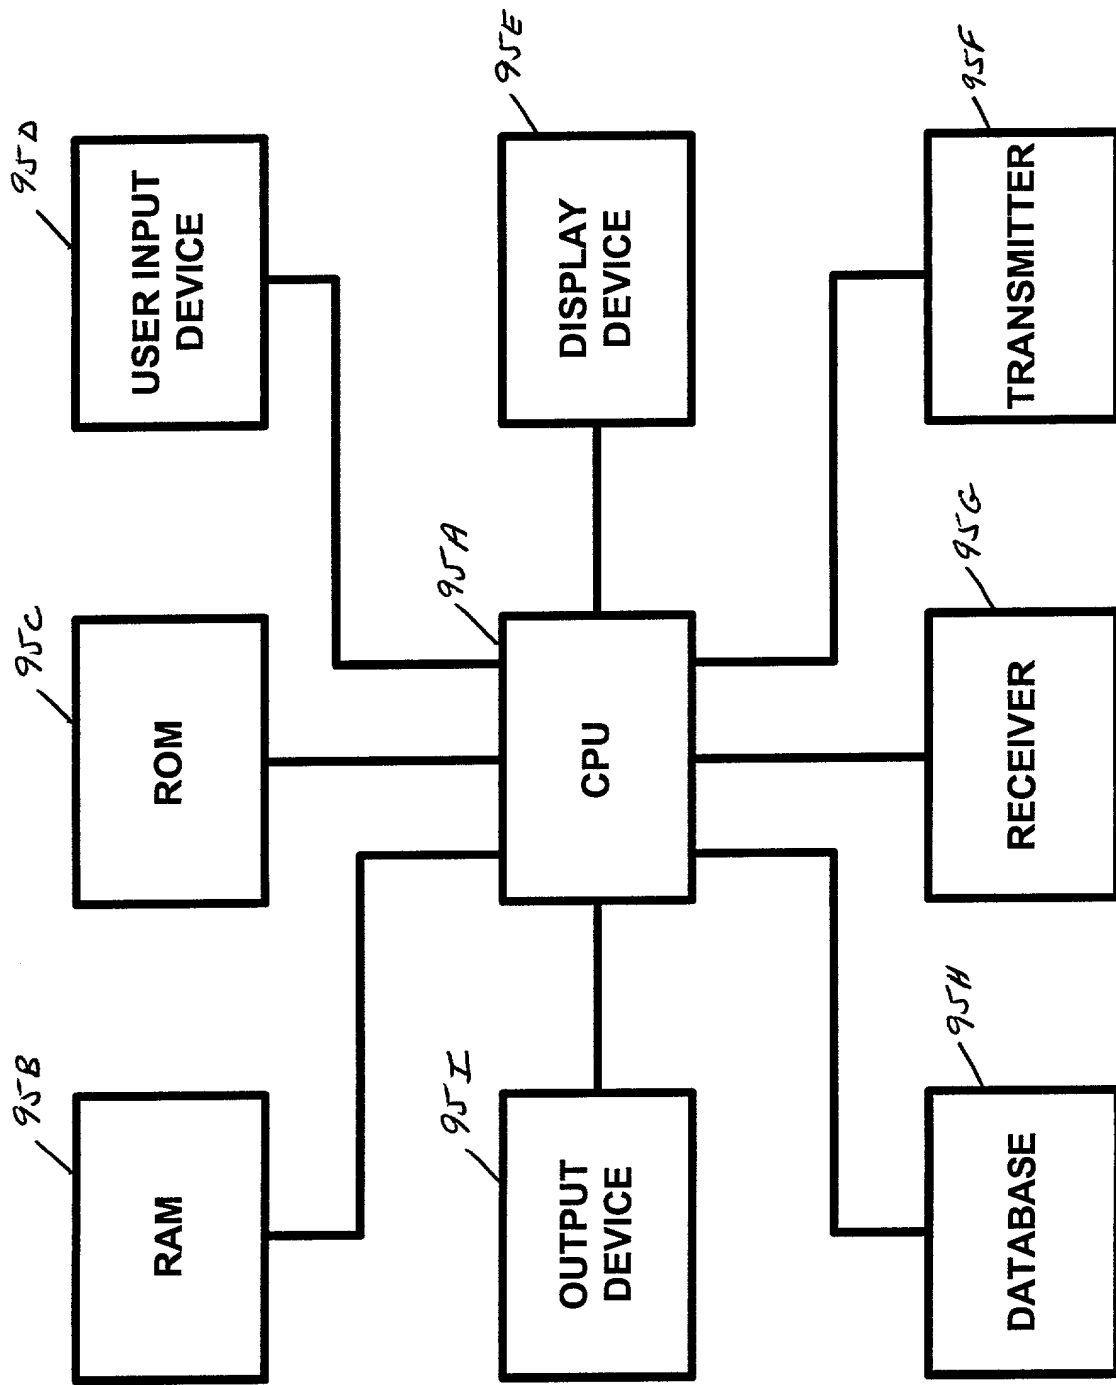 95B
RAM
95C
ROM
95D
USER INPUT
DEVICE
95I
OUTPUT
DEVICE
95A
CPU
95E
DISPLAY
DEVICE
95H
DATABASE
95G
RECEIVER
95F
TRANSMITTER